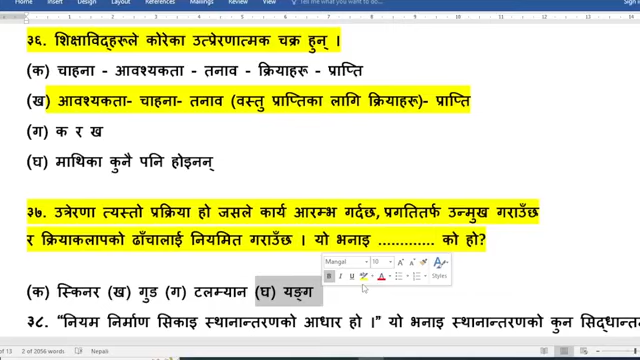 Insert Design Layout References Mailings Review View Tell me what you want to do...
३६. शिक्षाविद्हरूले कोरेका उत्प्रेरणात्मक चक्र हुन् ।
(क) चाहना - आवश्यकता - तनाव - क्रियाहरू - प्राप्ति
(ख) आवश्यकता- चाहना- तनाव (वस्तु प्राप्तिका लागि क्रियाहरू)- प्राप्ति
(ग) क र ख
(घ) माथिका कुनै पनि होइनन्
३७. उत्रेरणा त्यस्तो प्रक्रिया हो जसले कार्य आरम्भ गर्दछ, प्रगतितर्फ उन्मुख गराउँछ
र क्रियाकलापको ढाँचालाई नियमित गराउँछ । यो भनाइ ............. को हो?
Mangal 10
B I U Styles
(क) स्किनर (ख) गुड (ग) टलम्यान (घ) यङ्ग
३८. “नियम निर्माण सिकाइ स्थानान्तरणको आधार हो ।” यो भनाइ स्थानान्तरणको कुन सिद्धान्त
of 13 2 of 2056 words Nepali